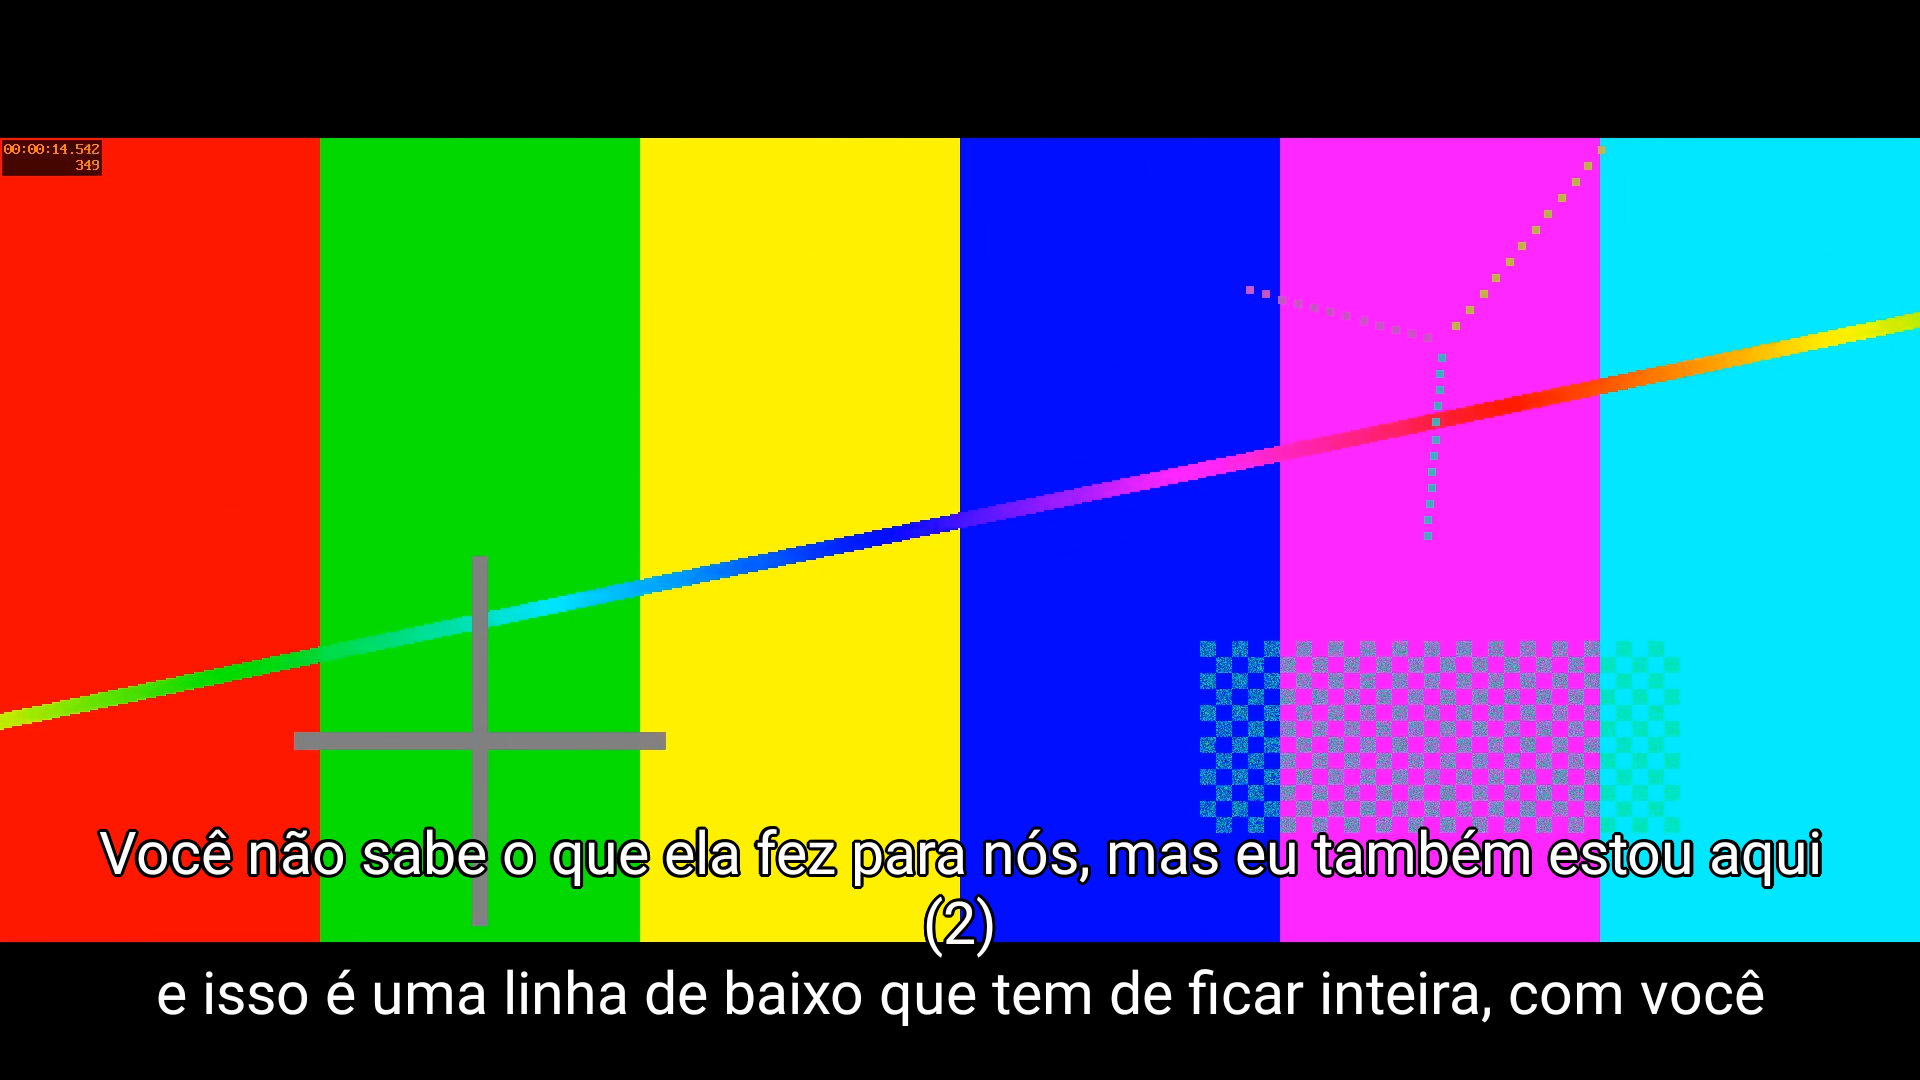 00:00:14.542
349
Você não sabe o que ela fez para nós, mas eu também estou aqui
(2)
e isso é uma linha de baixo que tem de ficar inteira, com você